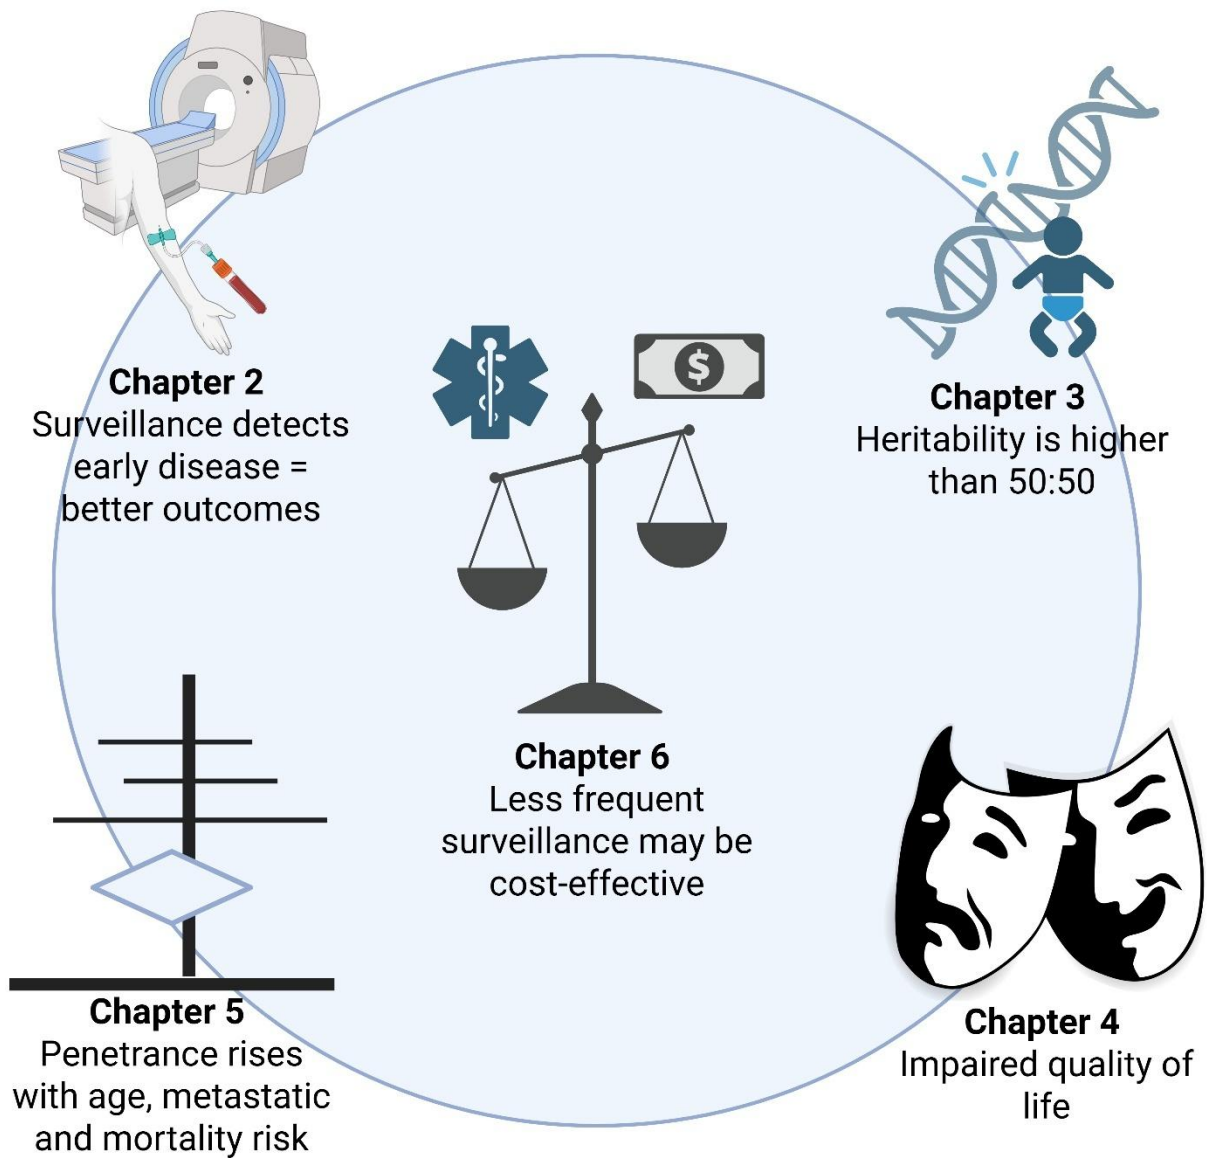 Chapter 2
Surveillance detects
early disease =
better outcomes
Chapter 3
Heritability is higher
than 50:50
$
Chapter 6
Less frequent
surveillance may be
cost-effective
Chapter 5
Penetrance rises
with age, metastatic
and mortality risk
Chapter 4
Impaired quality of
life